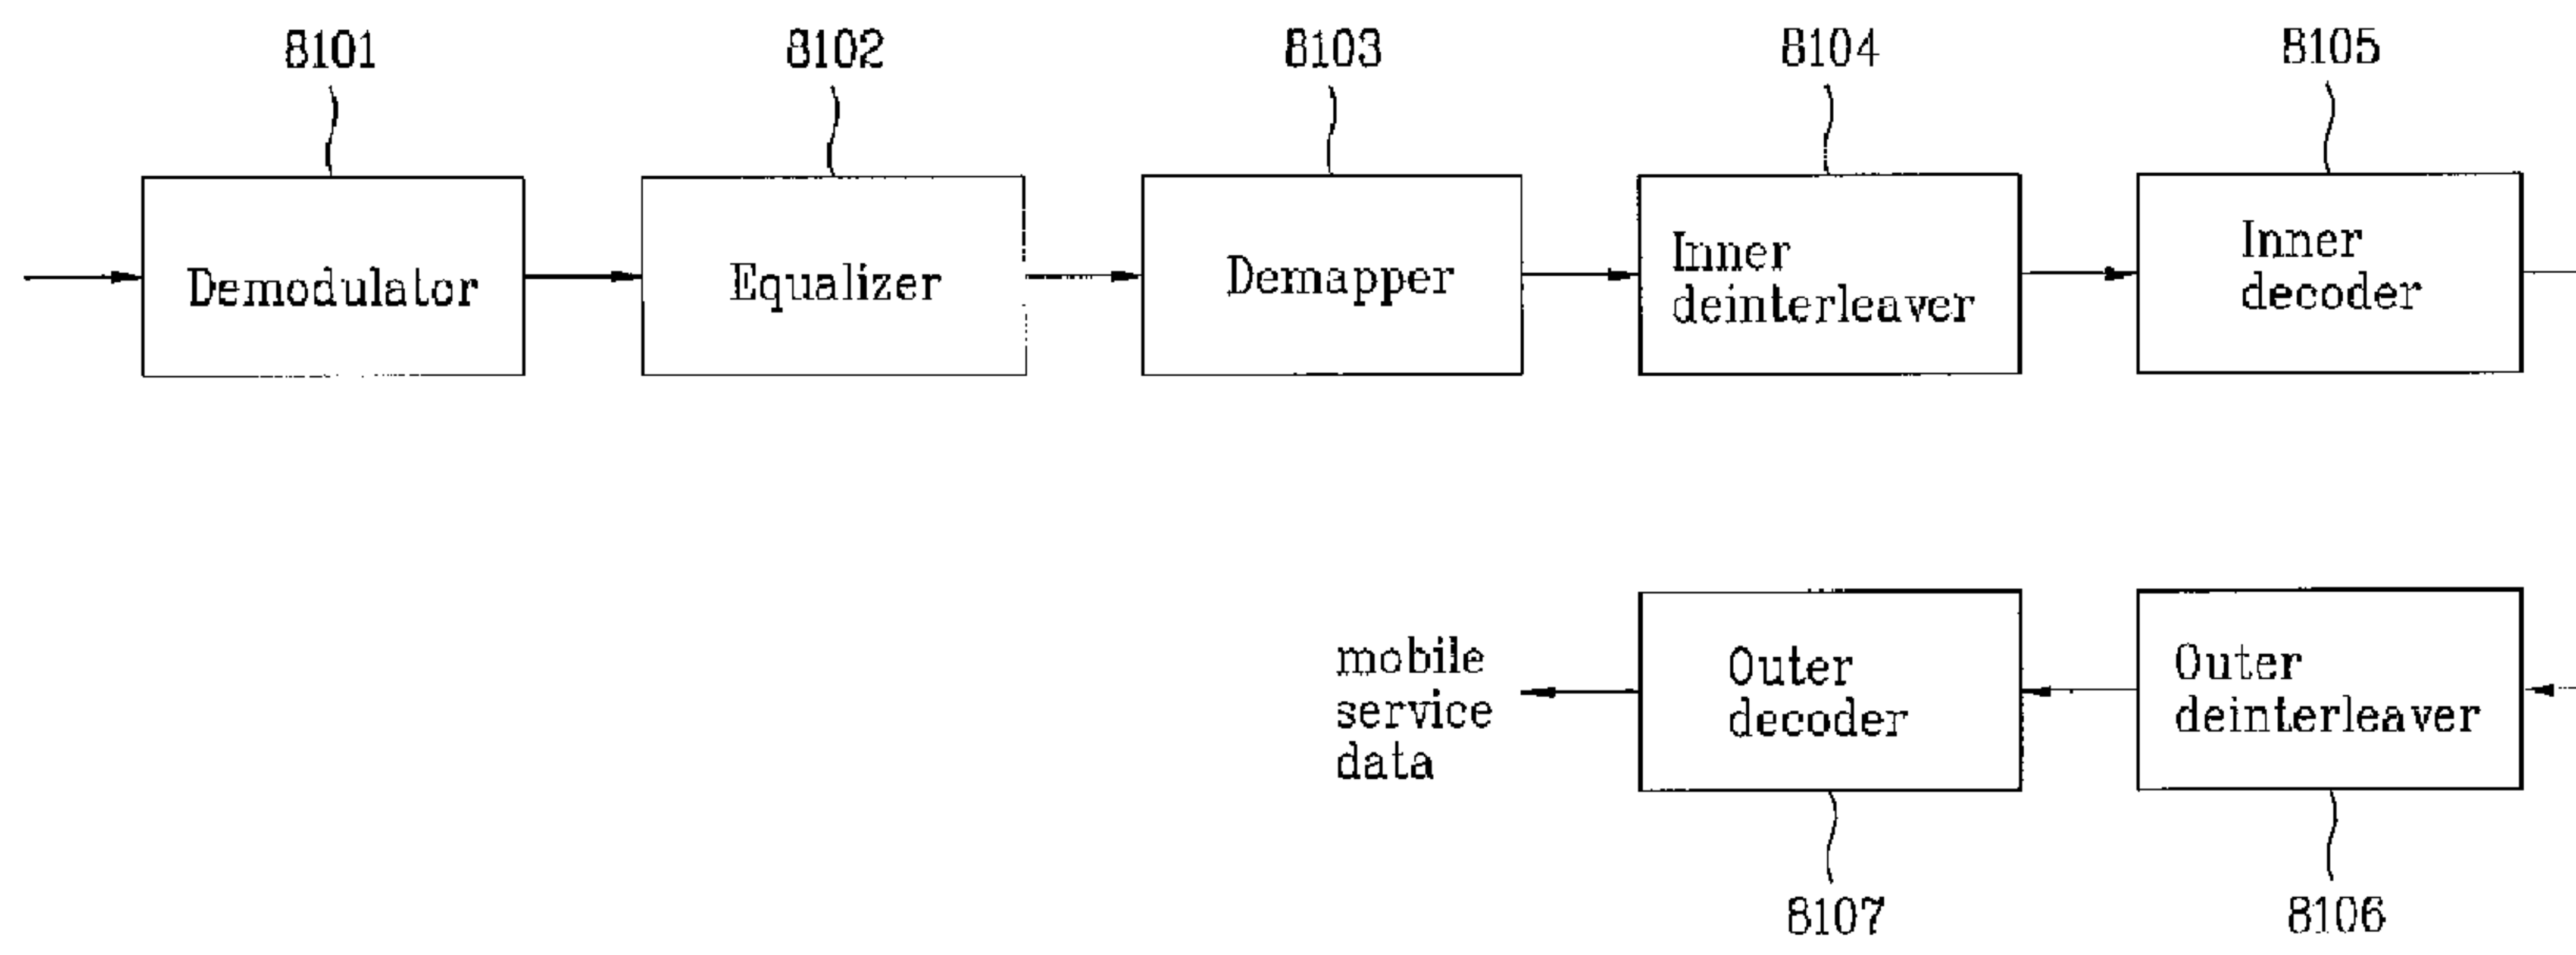 8101
8102
8103
8104
8105
Demodulator
Equalizer
Demapper
Inner
deinterleaver
Inner
decoder
mobile
service
data
Outer
decoder
Outer
deinterleaver
8107
8106